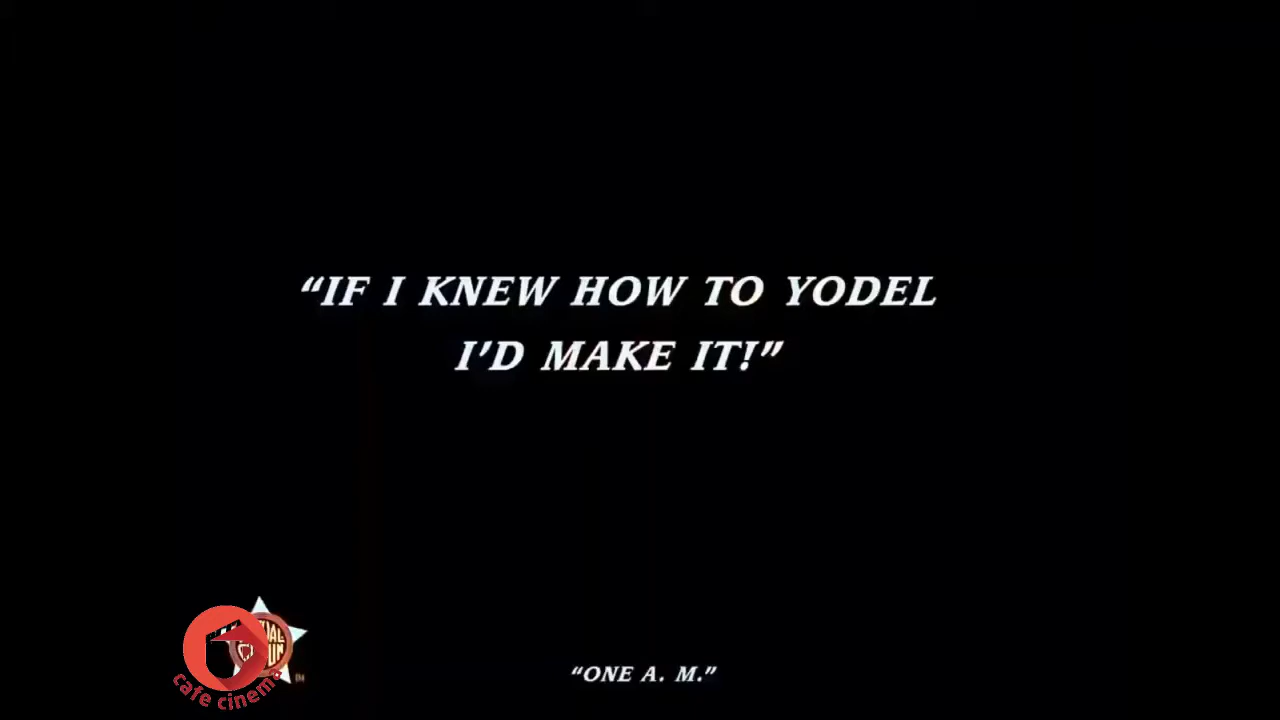 “IF I KNEW HOW TO YODEL
I’D MAKE IT!”
cafe cinema
“ONE A. M.”